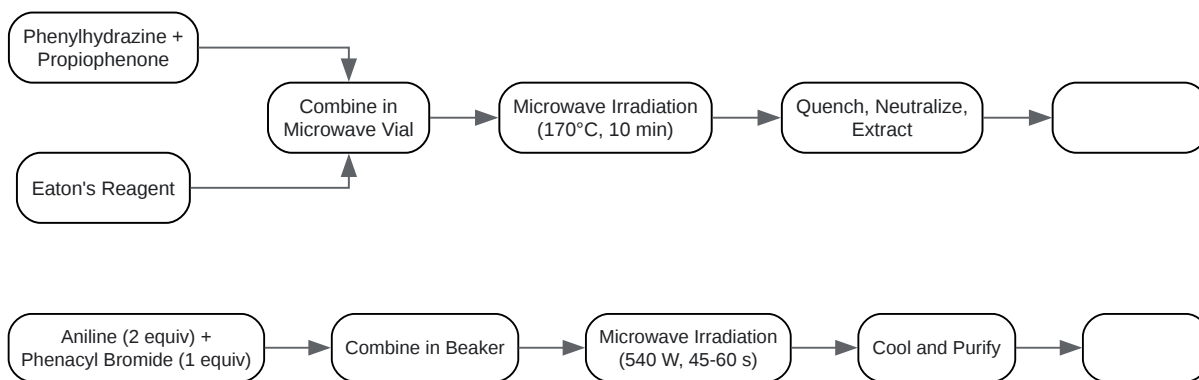 Phenylhydrazine +
Propiophenone
Combine in
Microwave Vial
Microwave Irradiation
(170°C, 10 min)
Quench, Neutralize,
Extract
Eaton's Reagent
Aniline (2 equiv) +
Phenacyl Bromide (1 equiv)
Combine in Beaker
Microwave Irradiation
(540 W, 45-60 s)
Cool and Purify